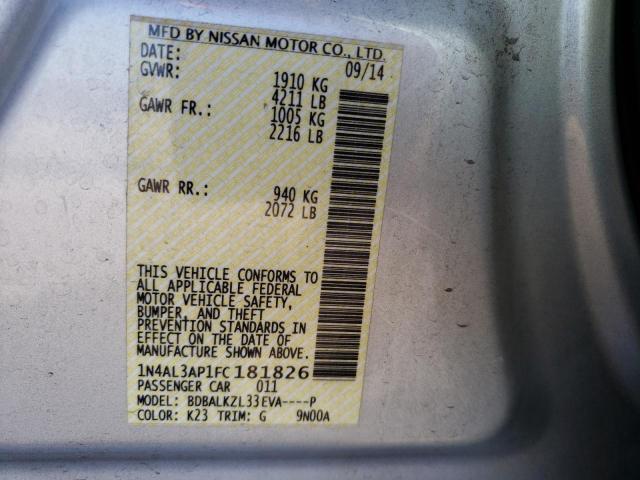 MFD BY NISSAN MOTOR CO., LTD.
DATE: 09/14
GVWR: 1910 KG
4211 LB
GAWR FR.: 1005 KG
2216 LB
GAWR RR.: 940 KG
2072 LB
THIS VEHICLE CONFORMS TO
ALL APPLICABLE FEDERAL
MOTOR VEHICLE SAFETY,
BUMPER, AND THEFT
PREVENTION STANDARDS IN
EFFECT ON THE DATE OF
MANUFACTURE SHOWN ABOVE.
1N4AL3AP1FC181826
PASSENGER CAR 011
MODEL: BDBALKZL33EVA----P
COLOR: K23 TRIM: G 9N00A